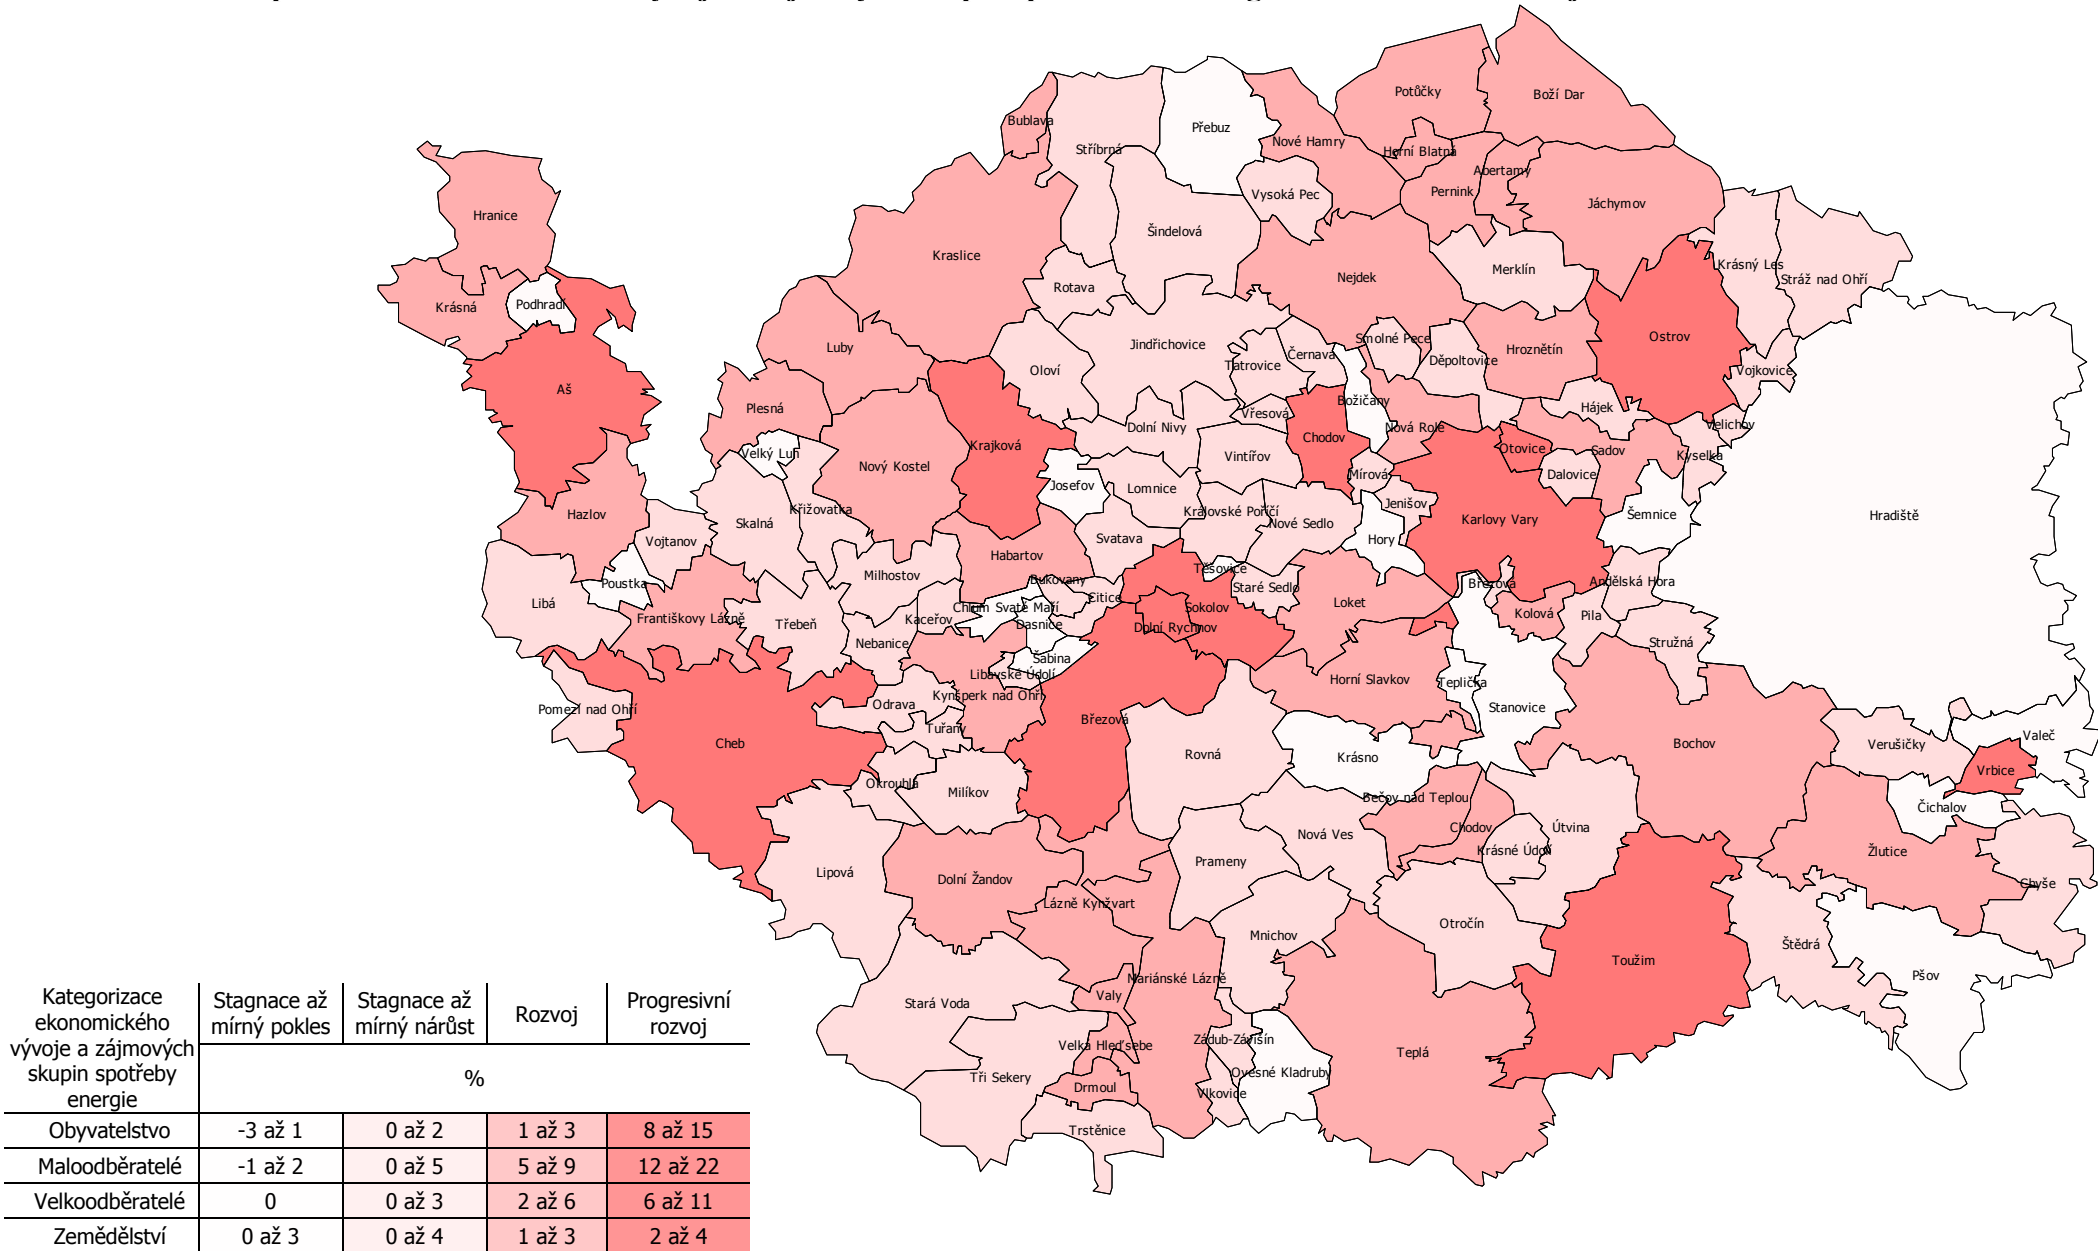 Potůčky
Boží Dar
Bublava
Přebuz
Stříbrná
Nové Hamry
Horní Blatná
Abertamy
Pernink
Vysoká Pec
Jáchymov
Hranice
Šindelová
Kraslice
Krásný Les
Merklín
Nejdek
Stráž nad Ohří
Rotava
Krásná
Podhradí
Ostrov
Smolné Pece
Jindřichovice
Luby
Hroznětín
Černava
Děpoltovice
Tatrovice
Oloví
Vojkovice
Aš
Božičany
Plesná
Hájek
Vřesová
Velichov
Dolní Nivy
Nová Role
Chodov
Krajková
Otovice
Sadov
Velký Luh
Kyselka
Vintířov
Nový Kostel
Mírová
Dalovice
Josefov
Lomnice
Jenišov
Křižovatka
Královské Poříčí
Hazlov
Šemnice
Hradiště
Karlovy Vary
Skalná
Nové Sedlo
Svatava
Hory
Vojtanov
Habartov
Těšovice
Milhostov
Bukovany
Andělská Hora
Poustka
Březová
Staré Sedlo
Citice
Libá
Loket
Chlum Svaté Maří
Sokolov
Kolová
Pila
Františkovy Lázně
Kaceřov
Třebeň
Dasnice
Dolní Rychnov
Nebanice
Stružná
Šabina
Libavské Údolí
Horní Slavkov
Teplička
Kynšperk nad Ohří
Odrava
Stanovice
Pomezí nad Ohří
Březová
Tuřany
Valeč
Cheb
Bochov
Verušičky
Rovná
Krásno
Vrbice
Okrouhlá
Milíkov
Bečov nad Teplou
Čichalov
Chodov
Útvina
Nová Ves
Krásné Údolí
Žlutice
Prameny
Lipová
Dolní Žandov
Chyše
Lázně Kynžvart
Otročín
Mnichov
Štědrá
Toužim
Pšov
Mariánské Lázně
Valy
Stará Voda
Zádub-Závišín
Velká Hleďsebe
Teplá
Ovesné Kladruby
Tři Sekery
Drmoul
Vlkovice
Trstěnice
Kategorizace
ekonomického
vývoje a zájmových
skupin spotřeby
energie
Stagnace až
mírný pokles
Stagnace až
mírný nárůst
Rozvoj
Progresivní
rozvoj
%
Obyvatelstvo -3 až 1 0 až 2 1 až 3 8 až 15
Maloodběratelé -1 až 2 0 až 5 5 až 9 12 až 22
Velkoodběratelé 0 0 až 3 2 až 6 6 až 11
Zemědělství 0 až 3 0 až 4 1 až 3 2 až 4